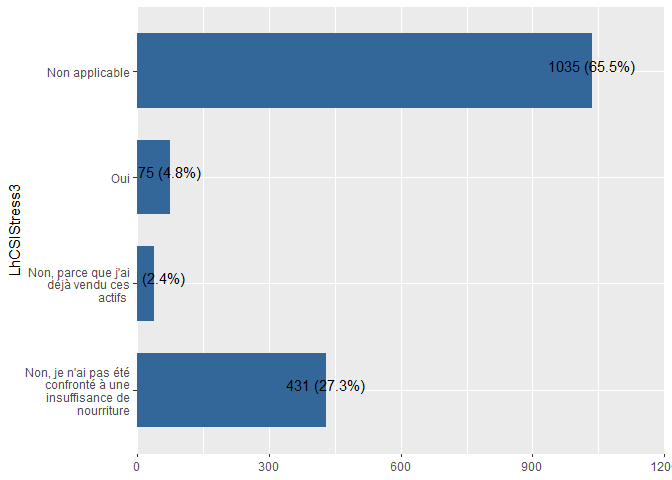 LhCSIStress3
Non applicable
1035 (65.5%)
Oui
75 (4.8%)
Non, parce que j'ai
déjà vendu ces
actifs
(2.4%)
Non, je n'ai pas été
confronté à une
insuffisance de
nourriture
431 (27.3%)
0 300 600 900 120